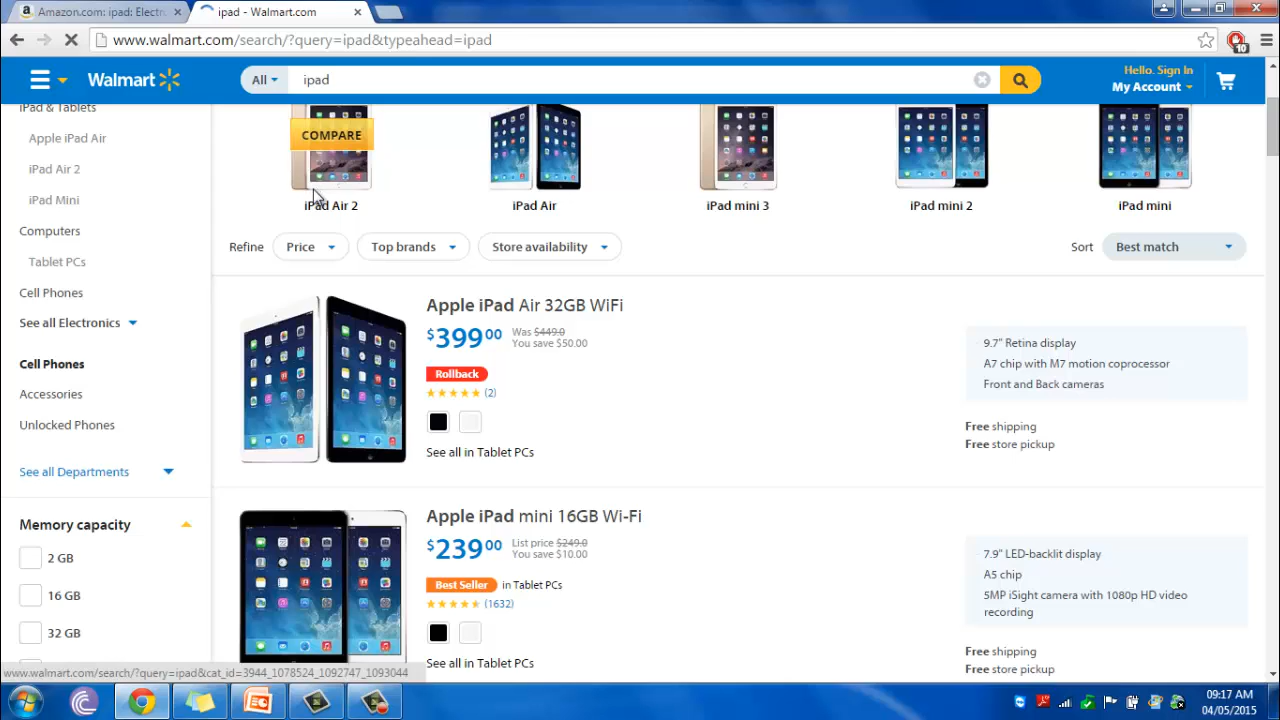 Amazon.com: ipad: Electr
ipad - Walmart.com
www.walmart.com/search/?query=ipad&typeahead=ipad
10
Walmart
All
ipad
Hello. Sign In
My Account
iPad & Tablets
Apple iPad Air
iPad Air 2
iPad Mini
Computers
Tablet PCs
Cell Phones
See all Electronics
Cell Phones
Accessories
Unlocked Phones
See all Departments
Memory capacity
2 GB
16 GB
32 GB
COMPARE
iPad Air 2
iPad Air
iPad mini 3
iPad mini 2
iPad mini
Refine
Price
Top brands
Store availability
Sort
Best match
Apple iPad Air 32GB WiFi
$399.00
Was $449.0
You save $50.00
Rollback
(2)
See all in Tablet PCs
9.7” Retina display
A7 chip with M7 motion coprocessor
Front and Back cameras
Free shipping
Free store pickup
Apple iPad mini 16GB Wi-Fi
$239.00
List price $249.0
You save $10.00
Best Seller in Tablet PCs
(1632)
See all in Tablet PCs
7.9” LED-backlit display
A5 chip
5MP iSight camera with 1080p HD video
recording
Free shipping
Free store pickup
www.walmart.com/search/?query=ipad&cat_id=3944_1078524_1092747_1093044
09:17 AM
04/05/2015